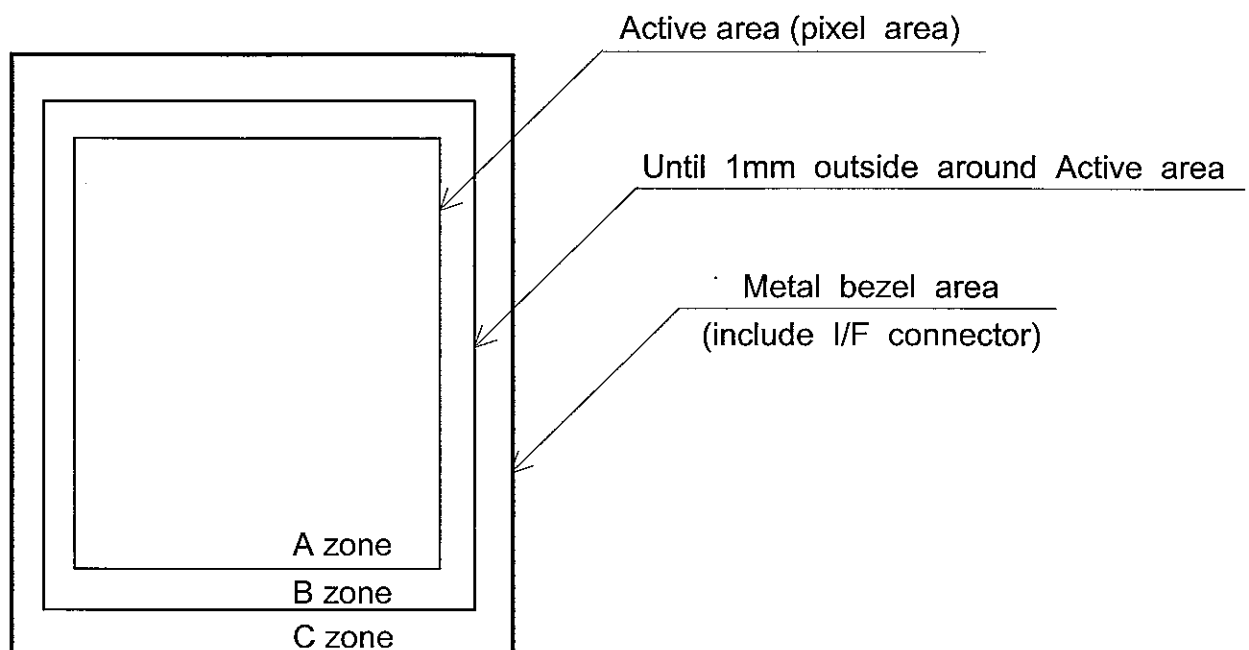 Active area (pixel area)
Until 1mm outside around Active area
Metal bezel area
(include I/F connector)
A zone
B zone
C zone